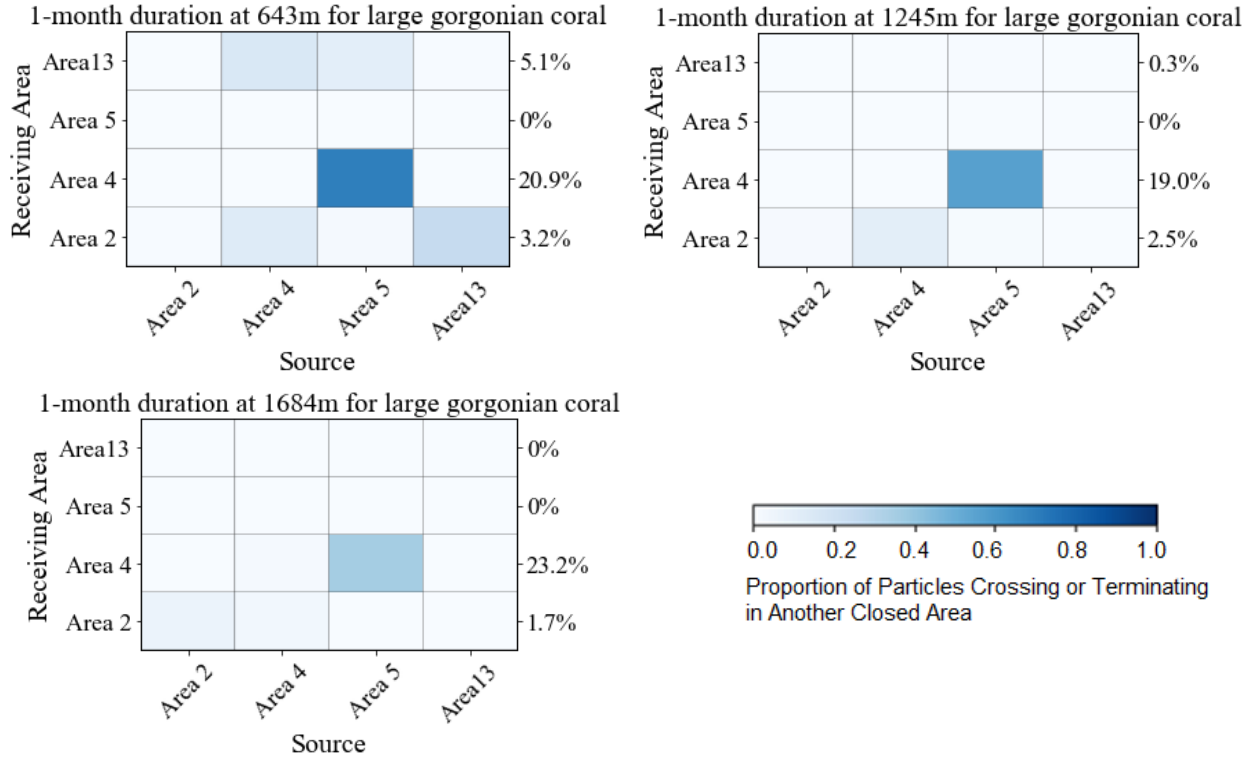 1-month duration at 643m for large gorgonian coral
Receiving Area
Area13
5.1%
Area 5
0%
Area 4
20.9%
Area 2
3.2%
Area 2
Area 4
Area 5
Area13
Source
1-month duration at 1245m for large gorgonian coral
Receiving Area
Area13
0.3%
Area 5
0%
Area 4
19.0%
Area 2
2.5%
Area 2
Area 4
Area 5
Area13
Source
1-month duration at 1684m for large gorgonian coral
Receiving Area
Area13
0%
Area 5
0%
Area 4
23.2%
Area 2
1.7%
Area 2
Area 4
Area 5
Area13
Source
0.0 0.2 0.4 0.6 0.8 1.0
Proportion of Particles Crossing or Terminating
in Another Closed Area